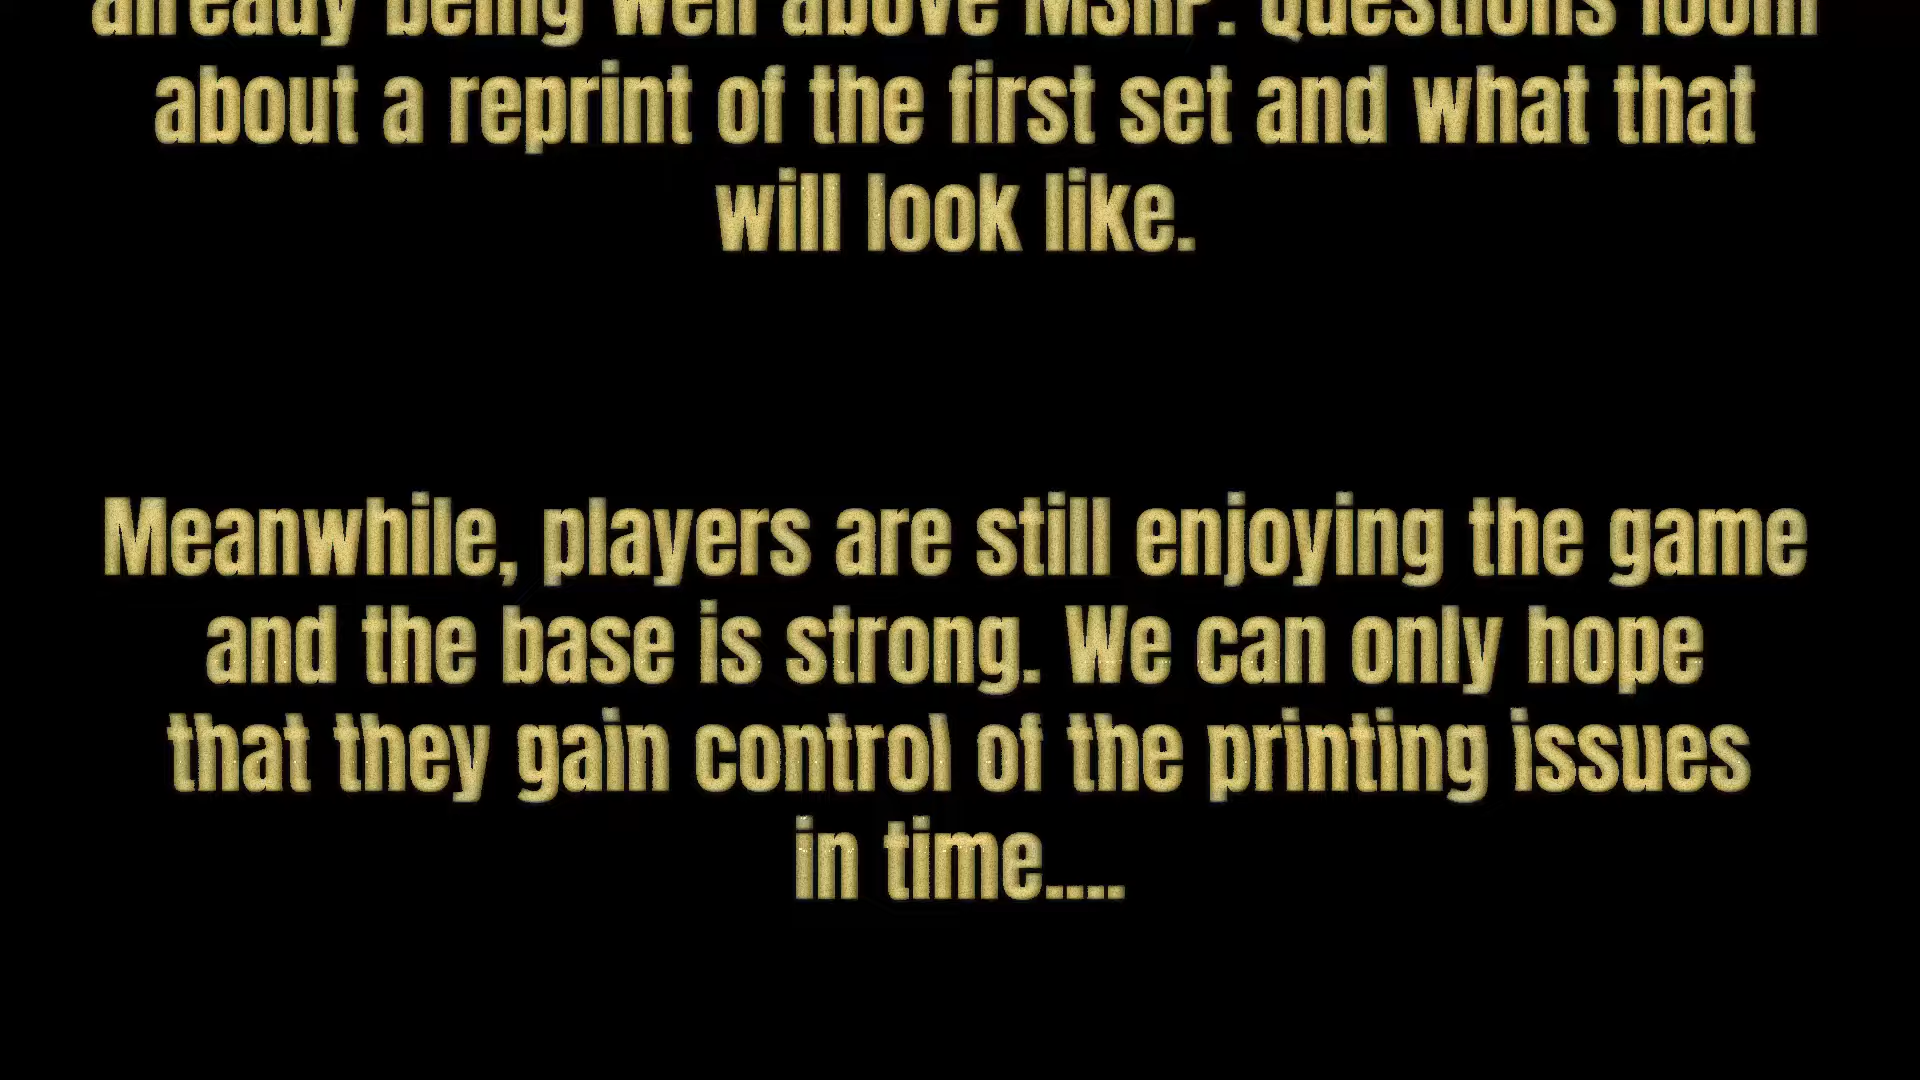 already being well above MSRP. Questions loom
about a reprint of the first set and what that
will look like.
Meanwhile, players are still enjoying the game
and the base is strong. We can only hope
that they gain control of the printing issues
in time....